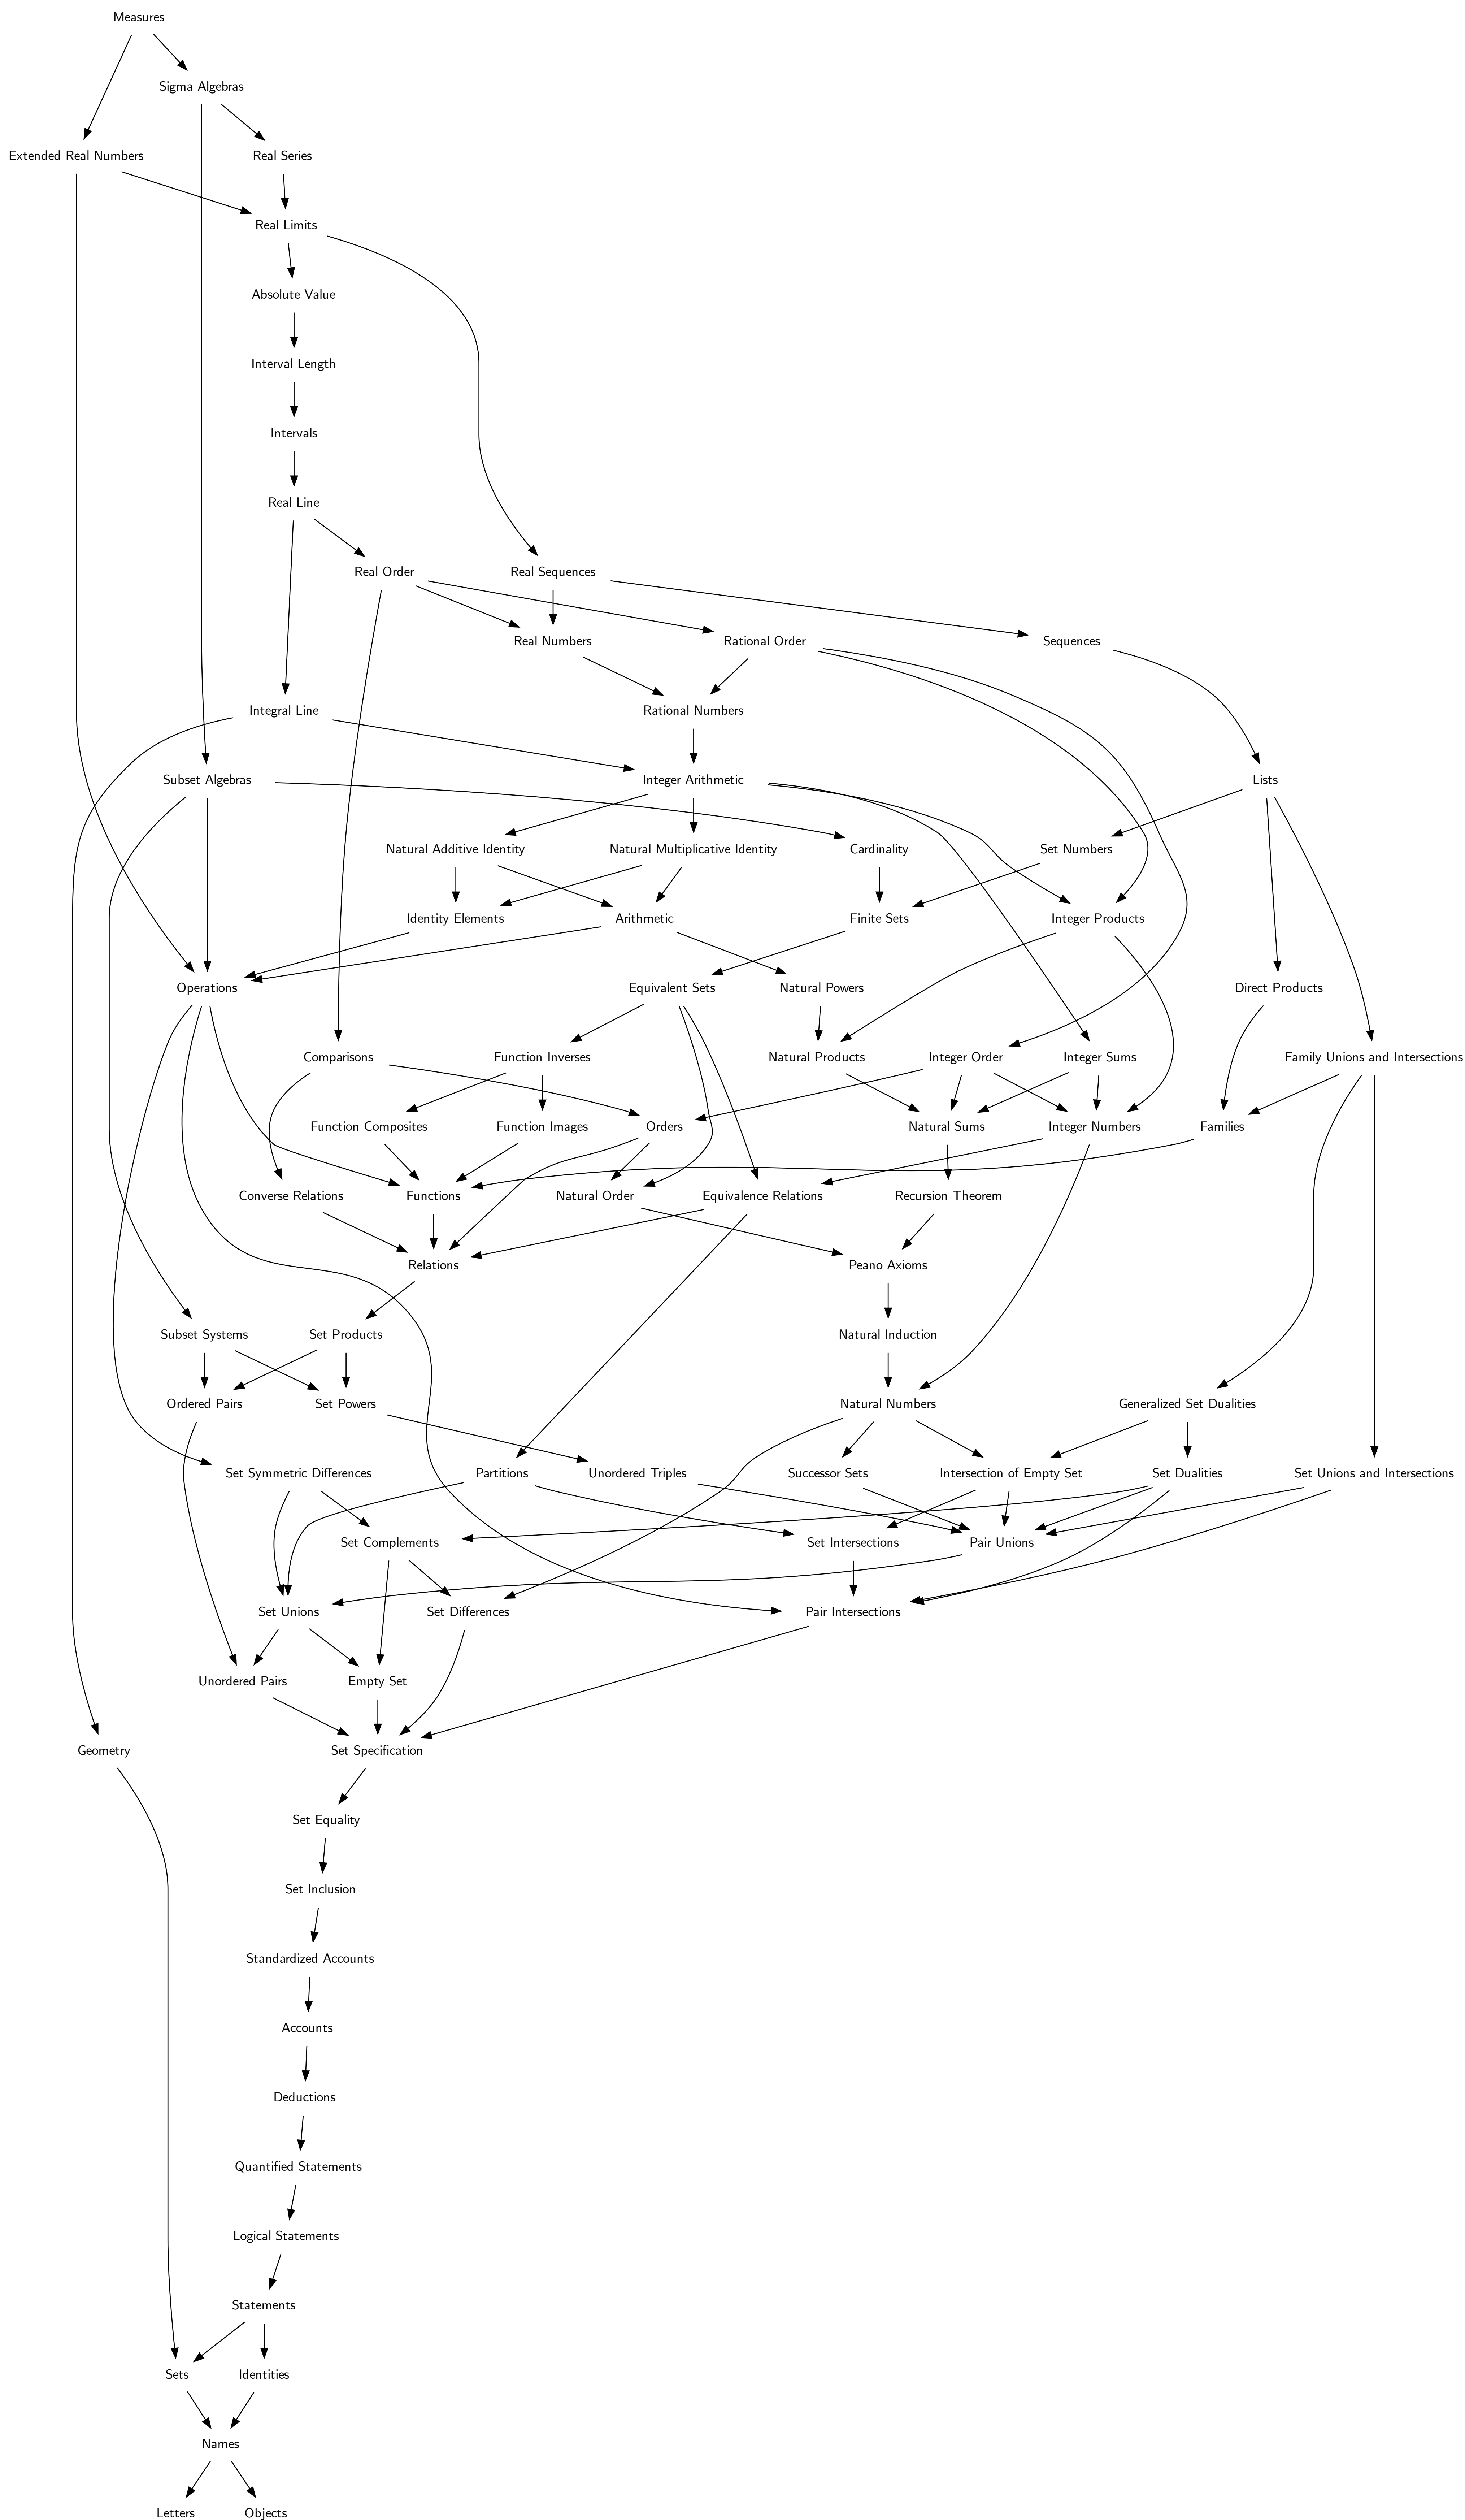 Measures
Sigma Algebras
Extended Real Numbers
Real Series
Real Limits
Absolute Value
Interval Length
Intervals
Real Line
Real Order
Real Sequences
Real Numbers
Rational Order
Sequences
Integral Line
Rational Numbers
Subset Algebras
Integer Arithmetic
Lists
Natural Additive Identity
Natural Multiplicative Identity
Cardinality
Set Numbers
Identity Elements
Arithmetic
Finite Sets
Integer Products
Operations
Equivalent Sets
Natural Powers
Direct Products
Comparisons
Function Inverses
Natural Products
Integer Order
Integer Sums
Family Unions and Intersections
Function Composites
Function Images
Orders
Natural Sums
Integer Numbers
Families
Converse Relations
Functions
Natural Order
Equivalence Relations
Recursion Theorem
Relations
Peano Axioms
Subset Systems
Set Products
Natural Induction
Ordered Pairs
Set Powers
Natural Numbers
Generalized Set Dualities
Set Symmetric Differences
Partitions
Unordered Triples
Successor Sets
Intersection of Empty Set
Set Dualities
Set Unions and Intersections
Set Complements
Set Intersections
Pair Unions
Set Unions
Set Differences
Pair Intersections
Unordered Pairs
Empty Set
Geometry
Set Specification
Set Equality
Set Inclusion
Standardized Accounts
Accounts
Deductions
Quantified Statements
Logical Statements
Statements
Sets
Identities
Names
Letters
Objects